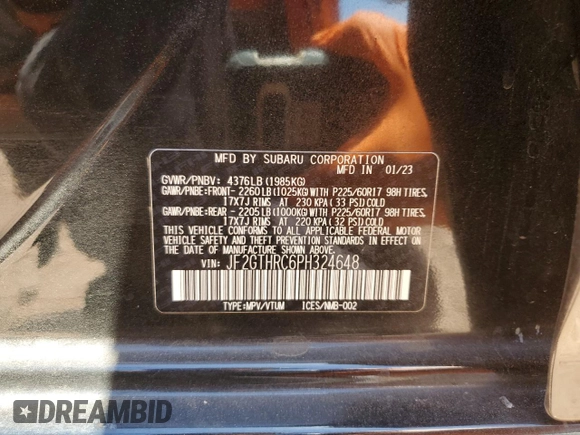 MFD BY SUBARU CORPORATION
MFD IN 01/23
GVWR/PNBV: 4376LB (1985KG)
GAWR/PNBE:FRONT- 2260LB (1025KG) WITH P225/60R17 98H TIRES,
17X7J RIMS AT 230 KPA ( 33 PSI) COLD
GAWR/PNBE:REAR - 2205LB (1000KG) WITH P225/60R17 98H TIRES,
17X7J RIMS AT 220 KPA ( 32 PSI) COLD
THIS VEHICLE CONFORMS TO ALL APPLICABLE FEDERAL MOTOR
VEHICLE SAFETY, BUMPER, AND THEFT PREVENTION STANDARDS
IN EFFECT ON THE DATE OF MANUFACTURE SHOWN ABOVE.
VIN: JF2GTHRC6PH324648
TYPE:MPV/VTUM ICES/NMB-002
DREAMBID